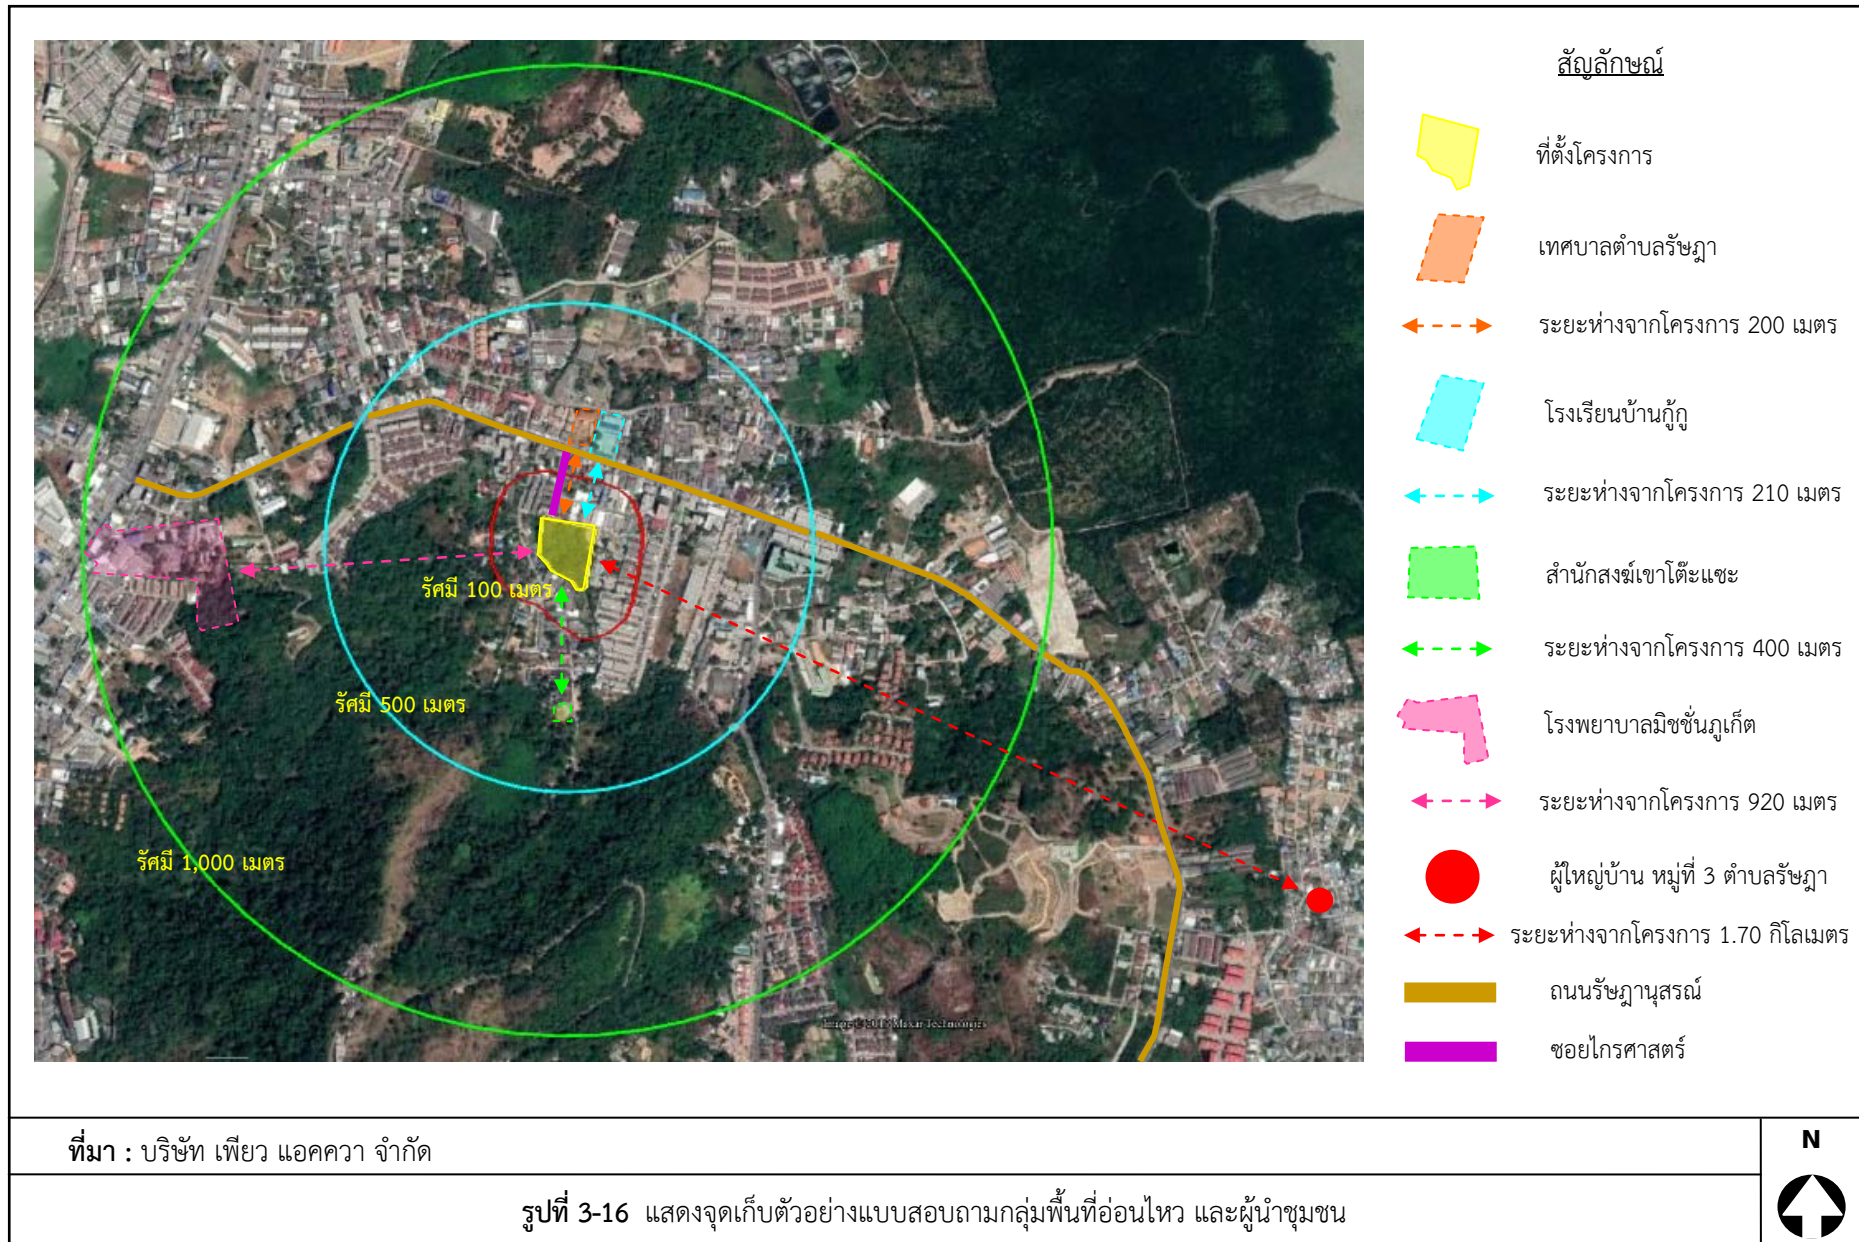 สัญลักษณ์
ที่ตั้งโครงการ
เทศบาลตำบลรัษฎา
ระยะห่างจากโครงการ 200 เมตร
โรงเรียนบ้านกู้กู
ระยะห่างจากโครงการ 210 เมตร
สำนักสงฆ์เขาโต๊ะแซะ
ระยะห่างจากโครงการ 400 เมตร
โรงพยาบาลมิชชั่นภูเก็ต
ระยะห่างจากโครงการ 920 เมตร
ผู้ใหญ่บ้าน หมู่ที่ 3 ตำบลรัษฎา
ระยะห่างจากโครงการ 1.70 กิโลเมตร
ถนนรัษฎานุสรณ์
ซอยไกรศาสตร์
รัศมี 100 เมตร
รัศมี 500 เมตร
รัศมี 1,000 เมตร
Maxar Technologies
ที่มา : บริษัท เพียว แอคควา จำกัด
N
รูปที่ 3-16 แสดงจุดเก็บตัวอย่างแบบสอบถามกลุ่มพื้นที่อ่อนไหว และผู้นำชุมชน